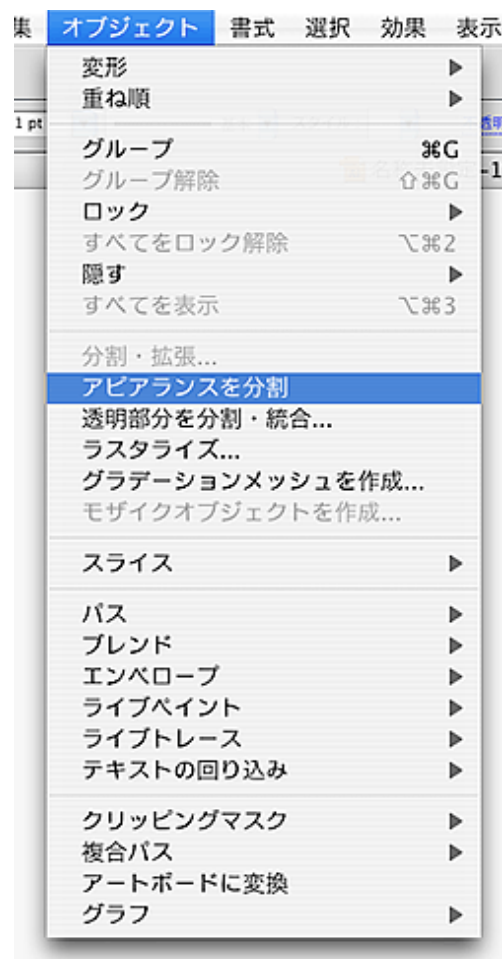 集 オブジェクト 書式 選択 効果 表示
変形 ▶
重ね順 ▶
1 pt
グループ ⌘G
グループ解除 ⇧⌘G
-1
ロック ▶
すべてをロック解除 ⌥⌘2
隠す ▶
すべてを表示 ⌥⌘3
分割・拡張...
アピアランスを分割
透明部分を分割・統合...
ラスタライズ...
グラデーションメッシュを作成...
モザイクオブジェクトを作成...
スライス ▶
パス ▶
ブレンド ▶
エンベロープ ▶
ライブペイント ▶
ライブトレース ▶
テキストの回り込み ▶
クリッピングマスク ▶
複合パス ▶
アートボードに変換
グラフ ▶